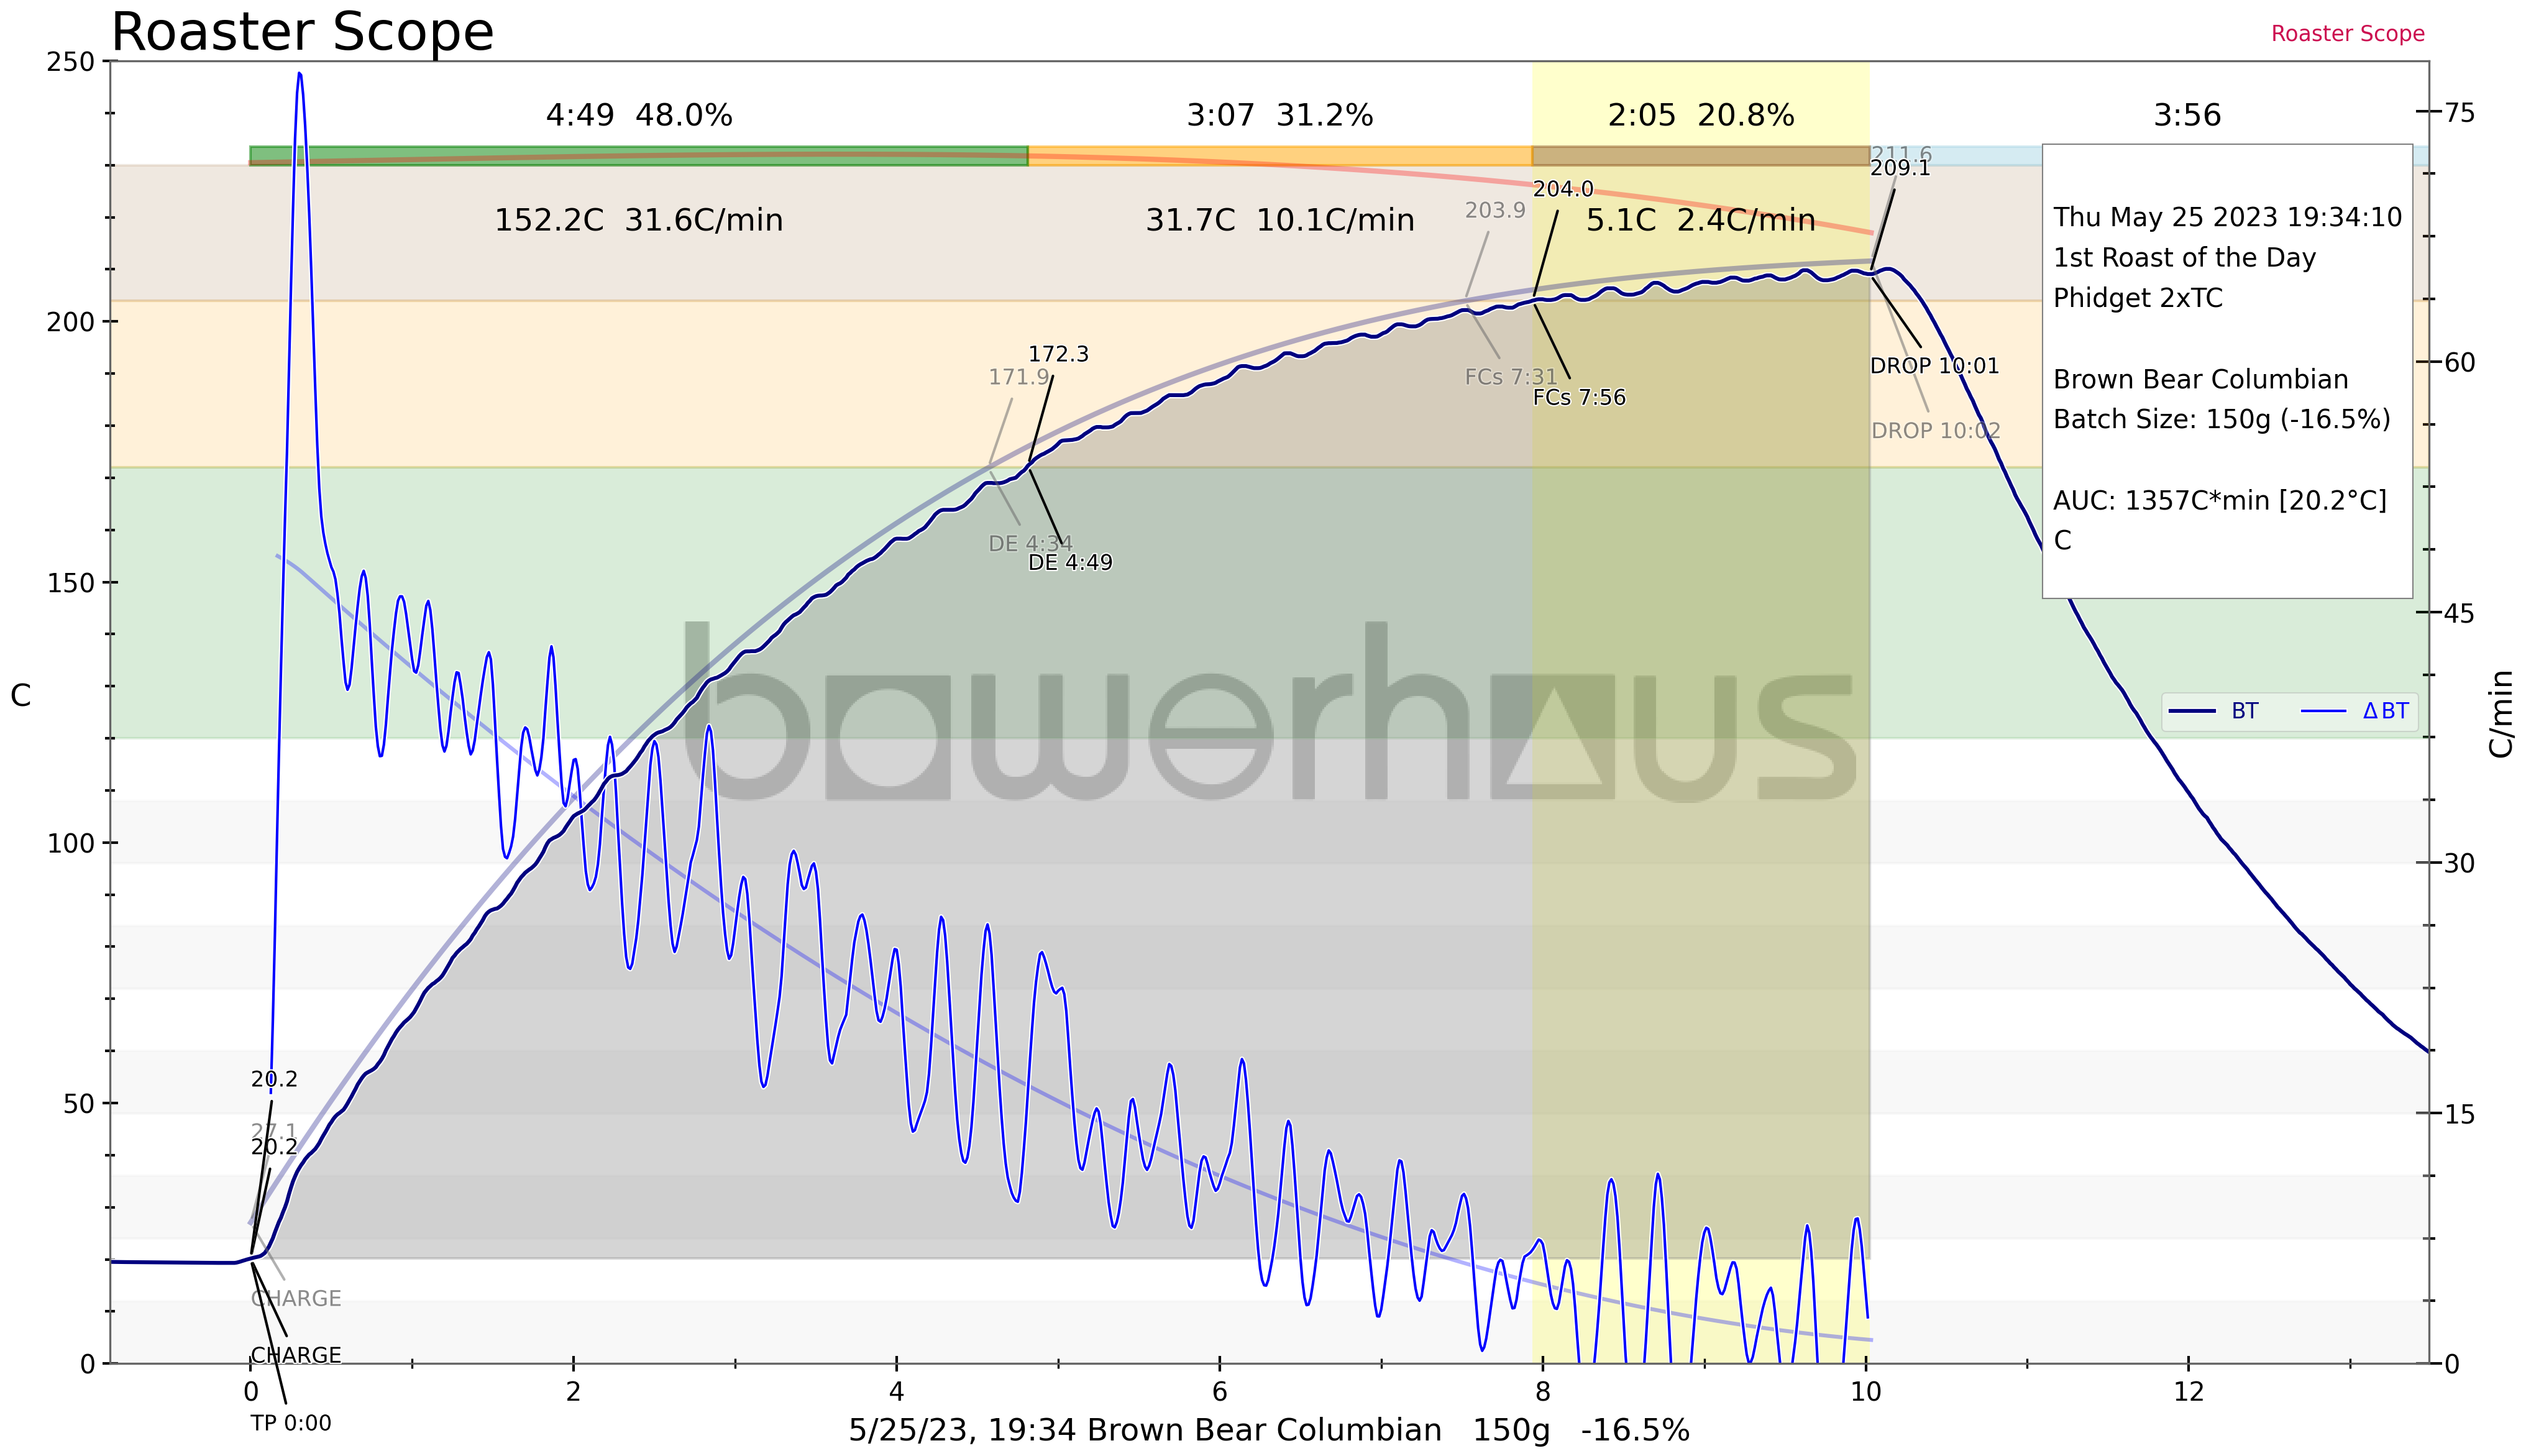 Roaster Scope
Roaster Scope
4:49 48.0%
3:07 31.2%
2:05 20.8%
3:56
152.2C 31.6C/min
31.7C 10.1C/min
5.1C 2.4C/min
211.6
209.1
204.0
203.9
172.3
171.9
FCs 7:31
FCs 7:56
DROP 10:01
DROP 10:02
DE 4:34
DE 4:49
Thu May 25 2023 19:34:10
1st Roast of the Day
Phidget 2xTC
Brown Bear Columbian
Batch Size: 150g (-16.5%)
AUC: 1357C*min [20.2°C]
C
bawerhaus
BT ΔBT
20.2
27.1
20.2
CHARGE
CHARGE
TP 0:00
250
200
150
100
50
0
C
75
60
45
30
15
0
C/min
0 2 4 6 8 10 12
5/25/23, 19:34 Brown Bear Columbian 150g -16.5%